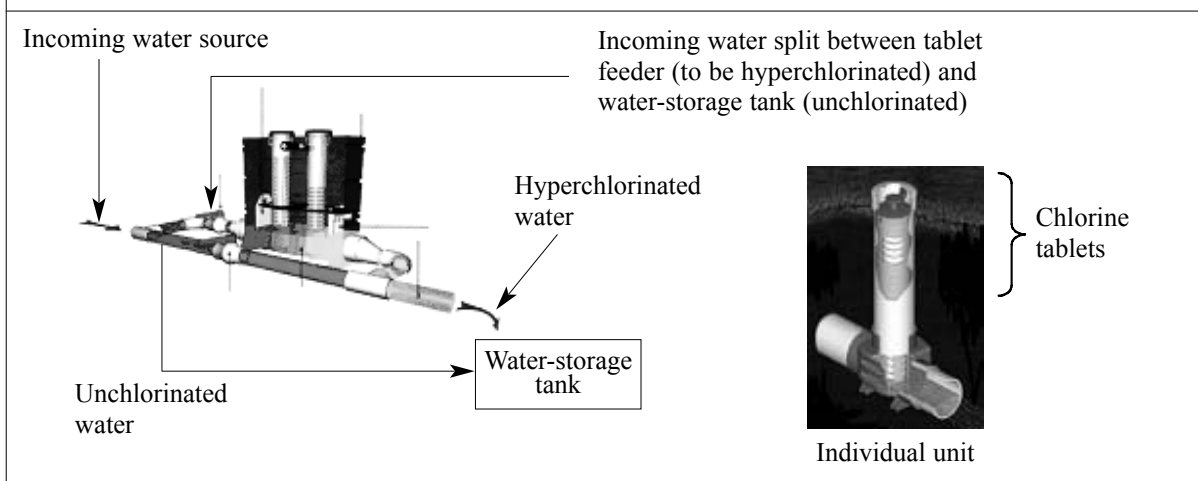 Incoming water source
Incoming water split between tablet
feeder (to be hyperchlorinated) and
water-storage tank (unchlorinated)
Hyperchlorinated
water
Chlorine
tablets
Water-storage
tank
Unchlorinated
water
Individual unit